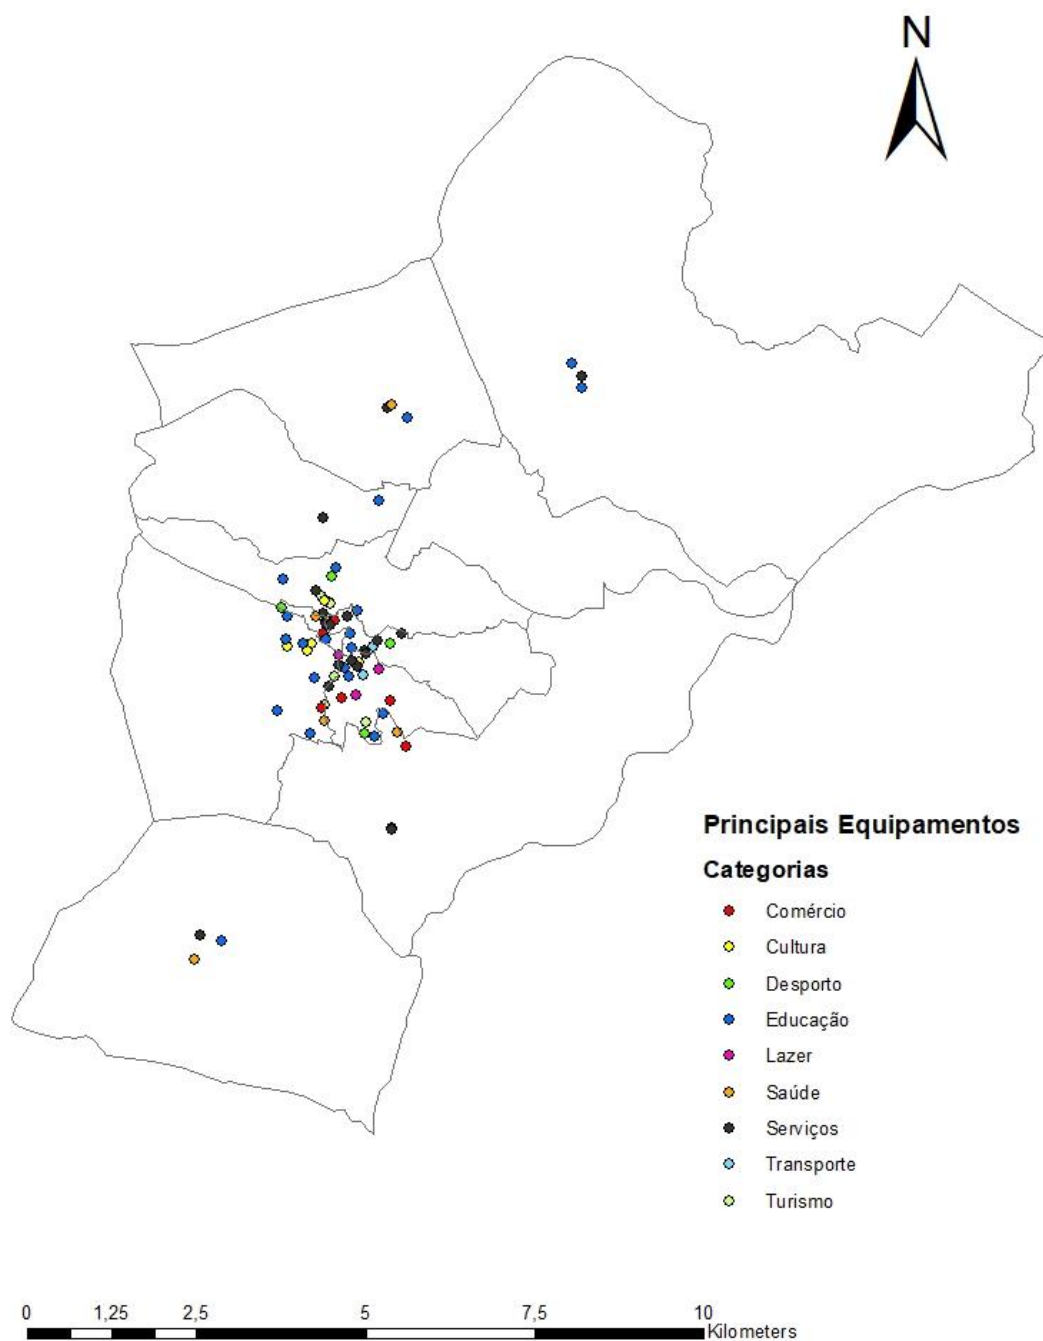 N
Principais Equipamentos
Categorias
Comércio
Cultura
Desporto
Educação
Lazer
Saúde
Serviços
Transporte
Turismo
0 1,25 2,5 5 7,5 10
Kilometers